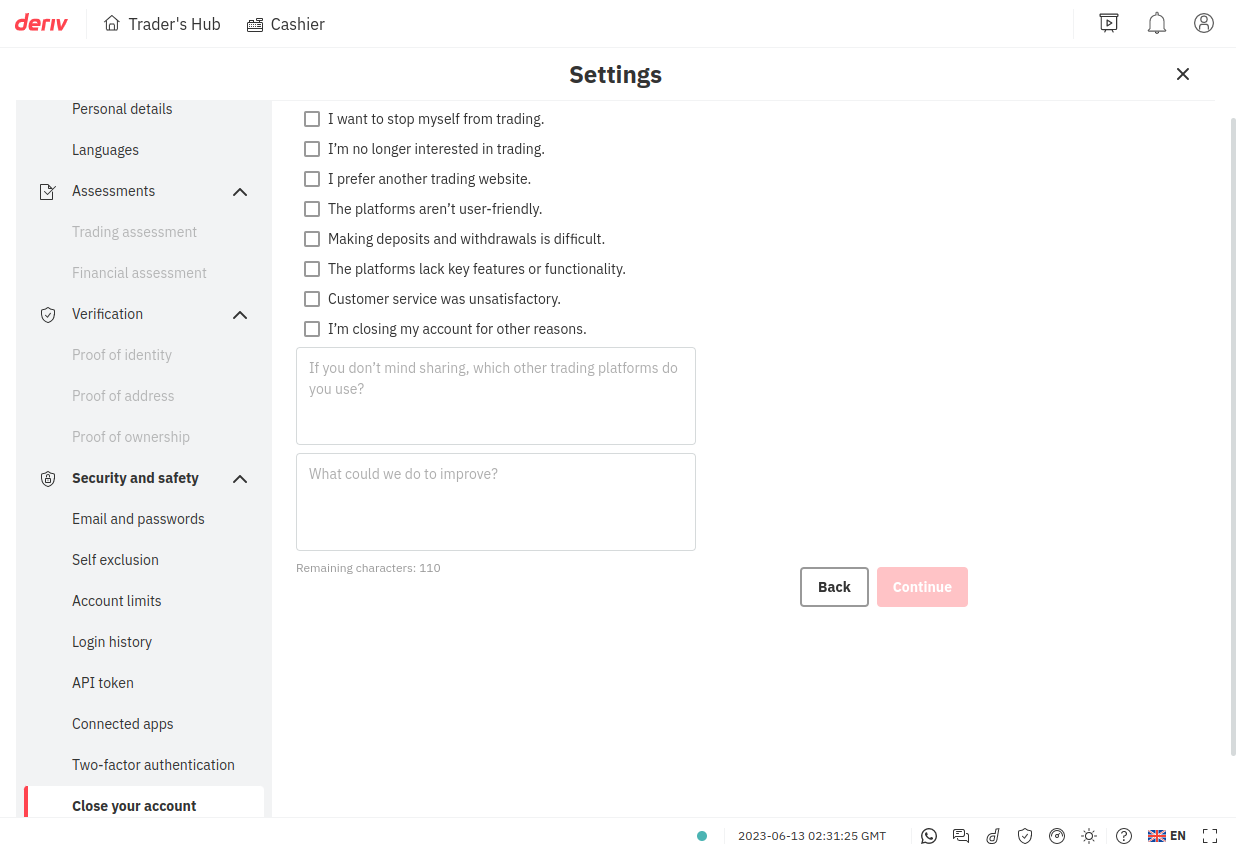 deriv
Trader's Hub
Cashier
Settings
Personal details
Languages
Assessments
Trading assessment
Financial assessment
Verification
Proof of identity
Proof of address
Proof of ownership
Security and safety
Email and passwords
Self exclusion
Account limits
Login history
API token
Connected apps
Two-factor authentication
Close your account
I want to stop myself from trading.
I’m no longer interested in trading.
I prefer another trading website.
The platforms aren’t user-friendly.
Making deposits and withdrawals is difficult.
The platforms lack key features or functionality.
Customer service was unsatisfactory.
I’m closing my account for other reasons.
If you don’t mind sharing, which other trading platforms do
you use?
What could we do to improve?
Remaining characters: 110
Back
Continue
2023-06-13 02:31:25 GMT
EN